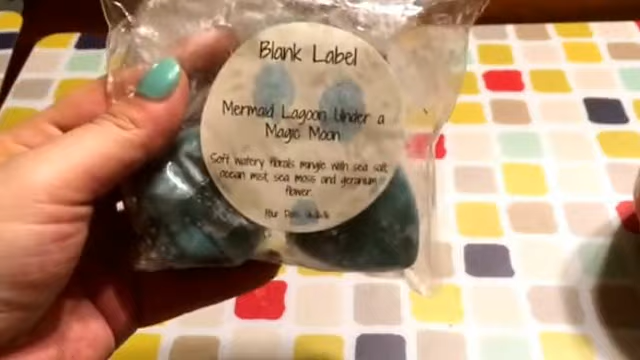 Blank Label
Mermaid Lagoon Under a
Magic Moon
Soft watery florals mingle with sea salt,
ocean mist, sea moss and geranium
flower.